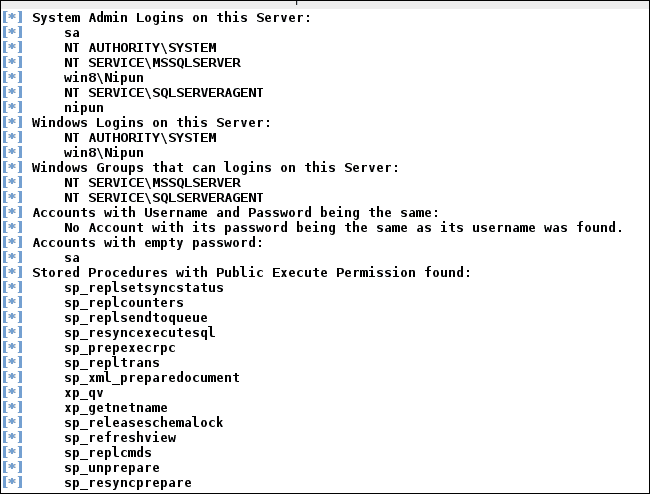 [*] System Admin Logins on this Server:
[*] sa
[*] NT AUTHORITY\SYSTEM
[*] NT SERVICE\MSSQLSERVER
[*] win8\Nipun
[*] NT SERVICE\SQLSERVERAGENT
[*] nipun
[*] Windows Logins on this Server:
[*] NT AUTHORITY\SYSTEM
[*] win8\Nipun
[*] Windows Groups that can logins on this Server:
[*] NT SERVICE\MSSQLSERVER
[*] NT SERVICE\SQLSERVERAGENT
[*] Accounts with Username and Password being the same:
[*] No Account with its password being the same as its username was found.
[*] Accounts with empty password:
[*] sa
[*] Stored Procedures with Public Execute Permission found:
[*] sp_replsetsyncstatus
[*] sp_replcounters
[*] sp_replsendtoqueue
[*] sp_resyncexecutesql
[*] sp_prepexecrpc
[*] sp_repltrans
[*] sp_xml_preparedocument
[*] xp_qv
[*] xp_getnetname
[*] sp_releaseschemalock
[*] sp_refreshview
[*] sp_replcmds
[*] sp_unprepare
[*] sp_resyncprepare